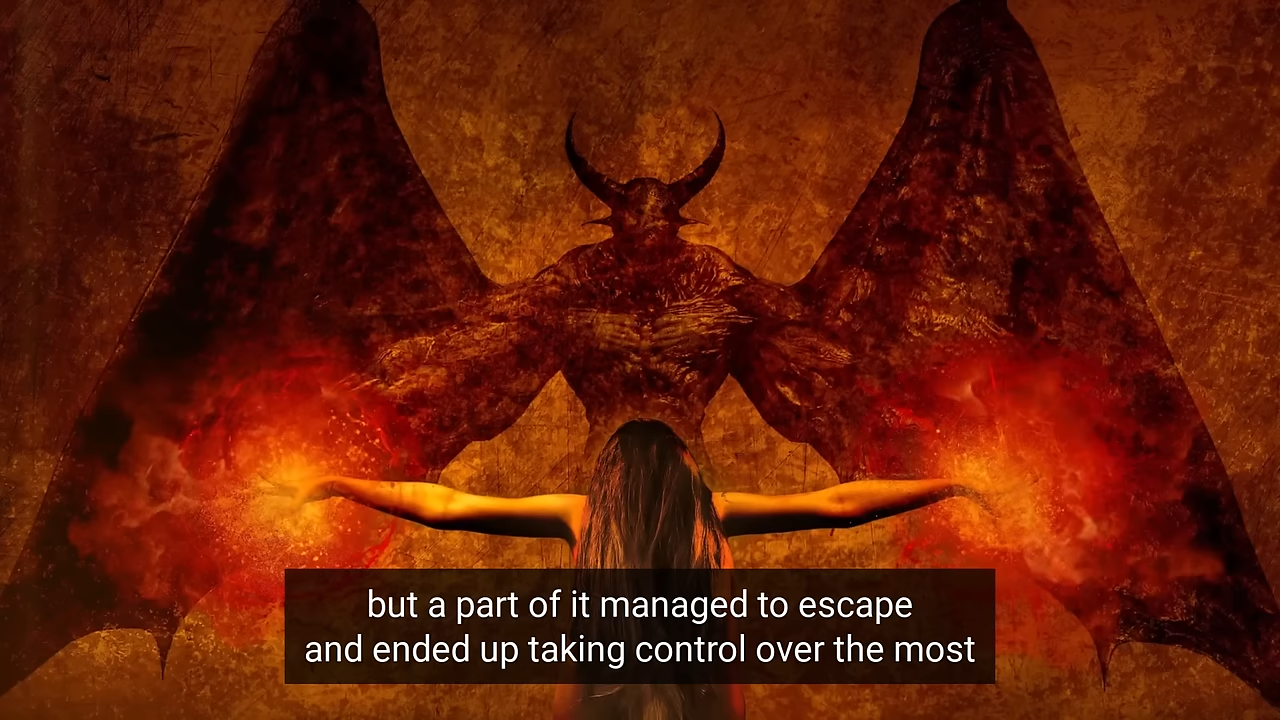 but a part of it managed to escape
and ended up taking control over the most